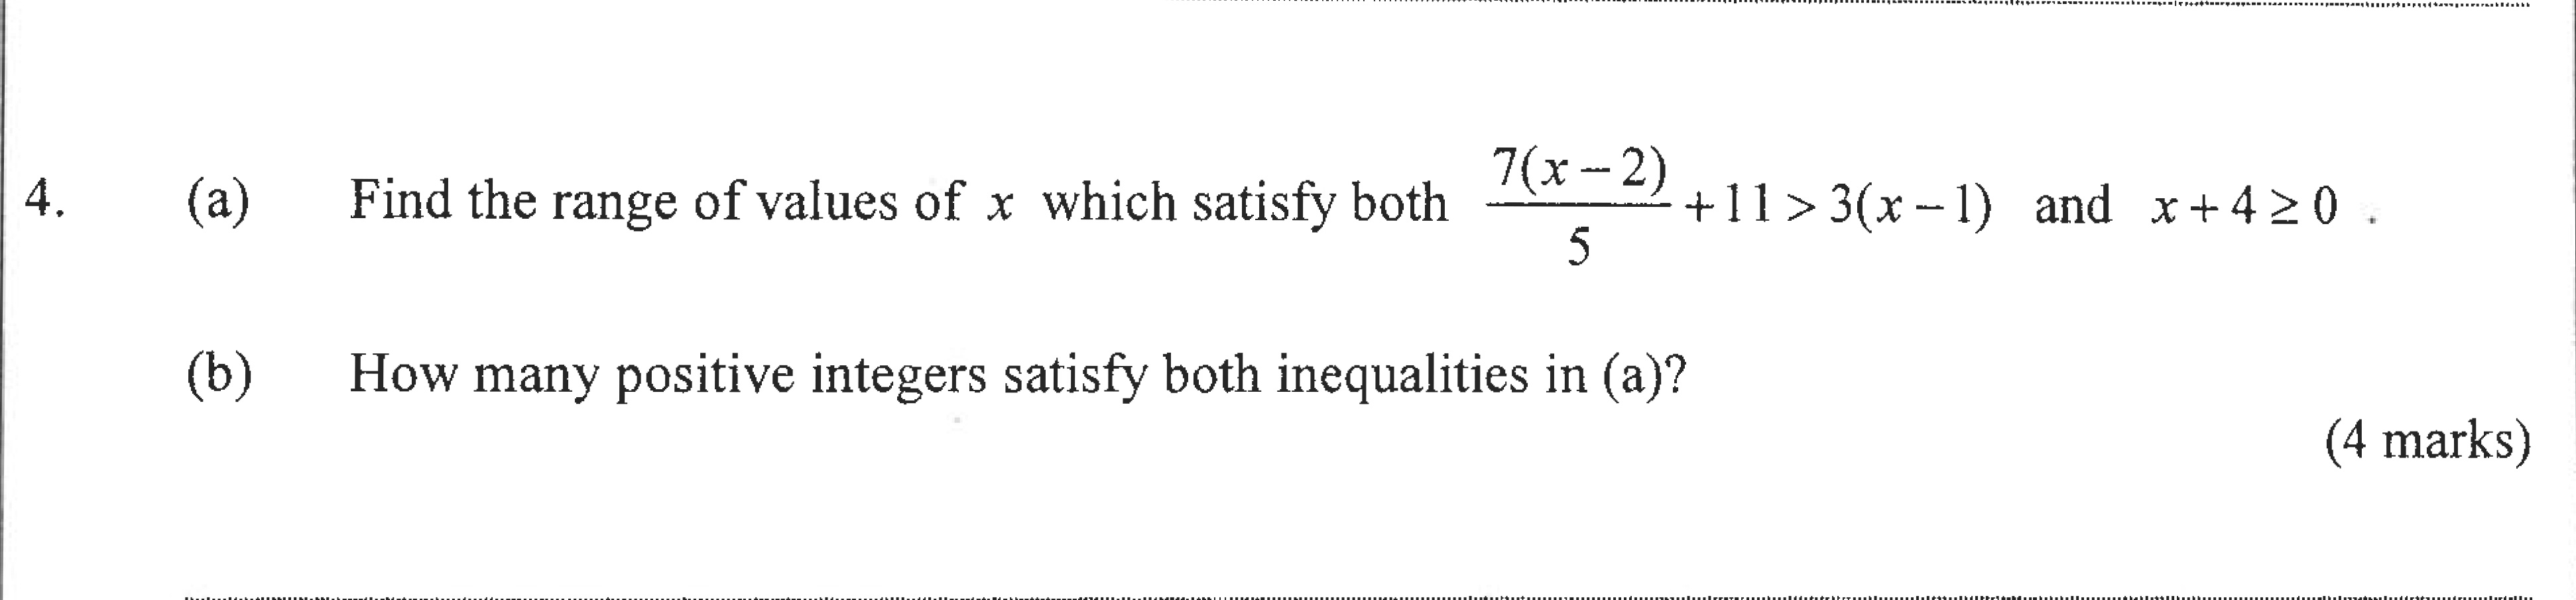 4. (a) Find the range of values of x which satisfy both \frac{7(x-2)}{5}+11>3(x-1) and x+4≥0 .
(b) How many positive integers satisfy both inequalities in (a)?
(4 marks)